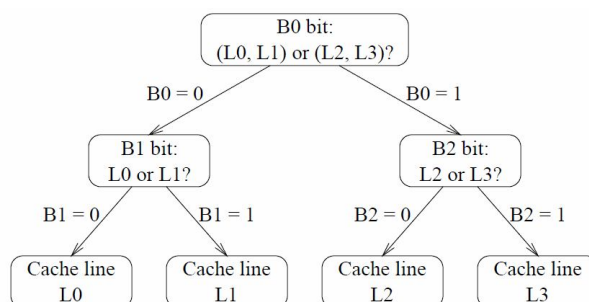 B0 bit:
(L0, L1) or (L2, L3)?
B0 = 0
B0 = 1
B1 bit:
L0 or L1?
B2 bit:
L2 or L3?
B1 = 0
B1 = 1
B2 = 0
B2 = 1
Cache line
L0
Cache line
L1
Cache line
L2
Cache line
L3